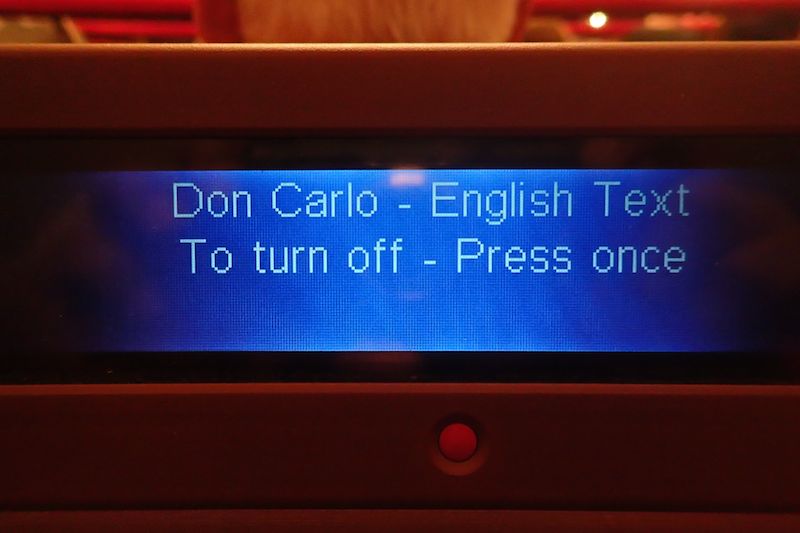 Don Carlo - English Text
To turn off - Press once